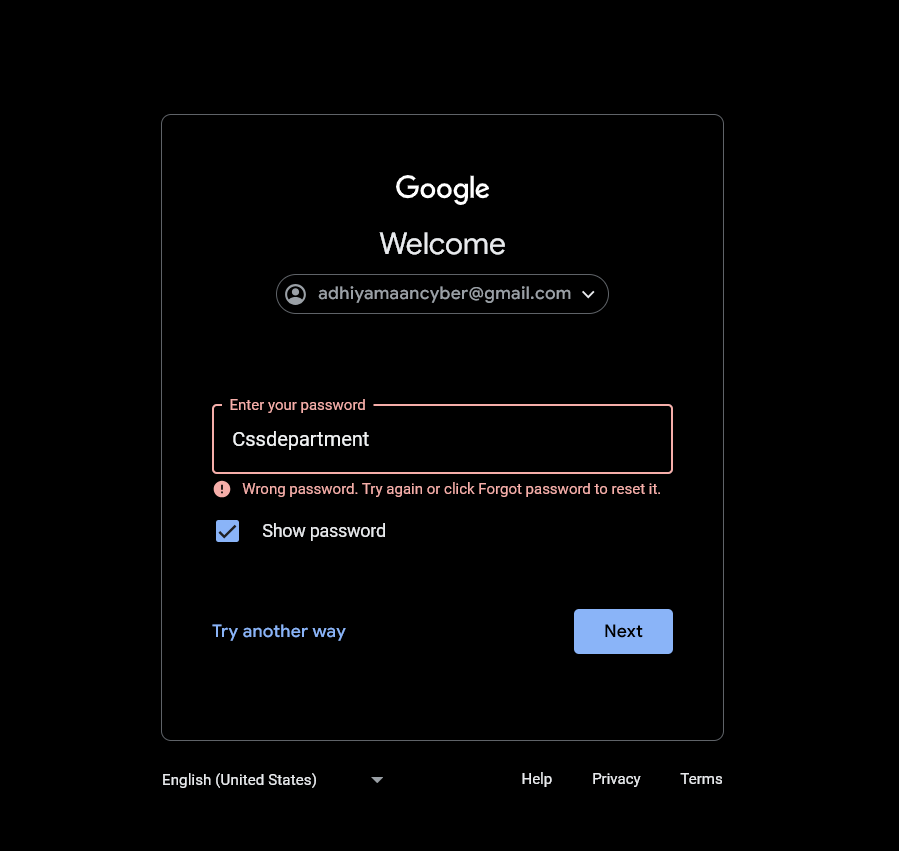 Google
Welcome
adhiyamaancyber@gmail.com
Enter your password
Cssdepartment
Wrong password. Try again or click Forgot password to reset it.
Show password
Try another way
Next
English (United States)
Help
Privacy
Terms